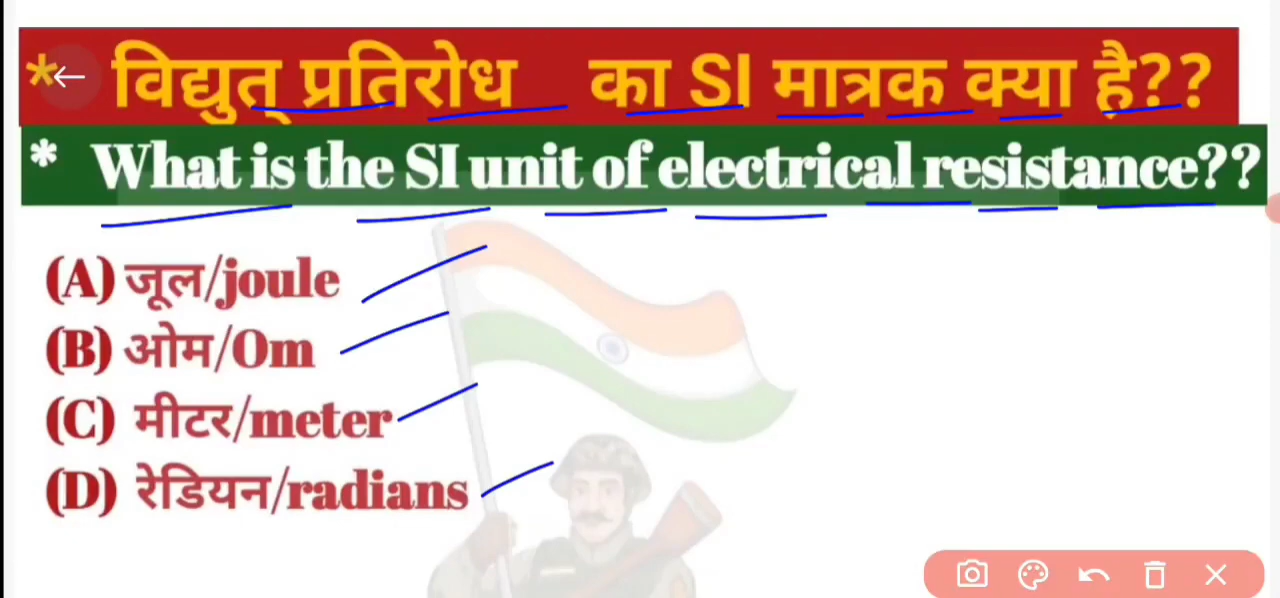 * विद्युत् प्रतिरोध का SI मात्रक क्या है??
* What is the SI unit of electrical resistance??
(A) जूल/joule
(B) ओम/Om
(C) मीटर/meter
(D) रेडियन/radians